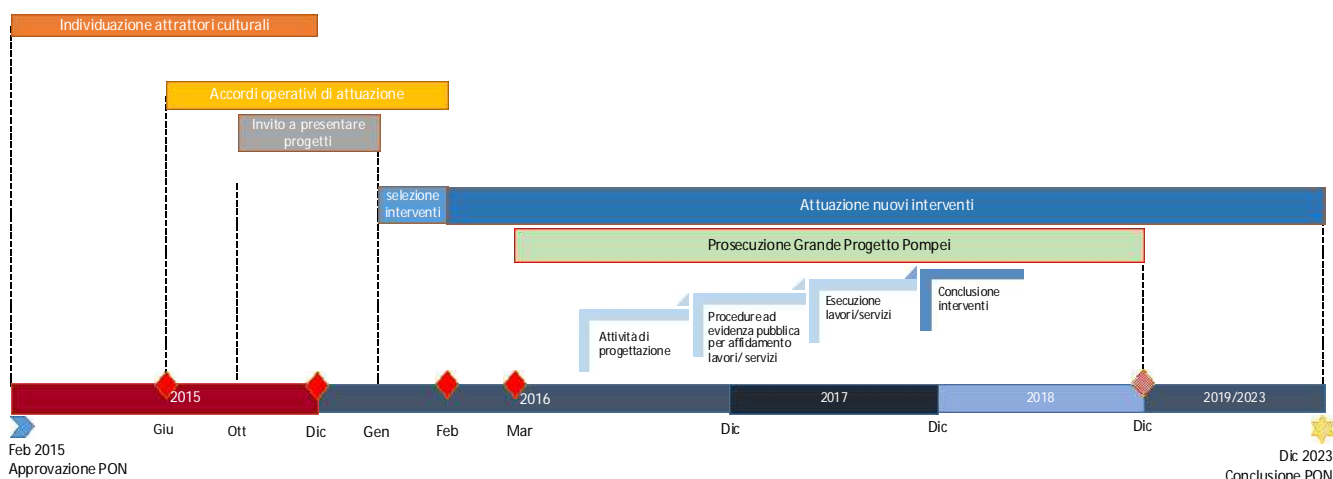 Individuazione attrattori culturali
Accordi operativi di attuazione
Invito a presentare
progetti
selezione
interventi
Attuazione nuovi interventi
Prosecuzione Grande Progetto Pompei
Attività di
progettazione
Procedure ad
evidenza pubblica
per affidamento
lavori/ servizi
Esecuzione
lavori/servizi
Conclusione
interventi
2015
2016
2017
2018
2019/2023
Giu
Ott
Dic
Gen
Feb
Mar
Dic
Dic
Dic
Feb 2015
Approvazione PON
Dic 2023
Conclusione PON